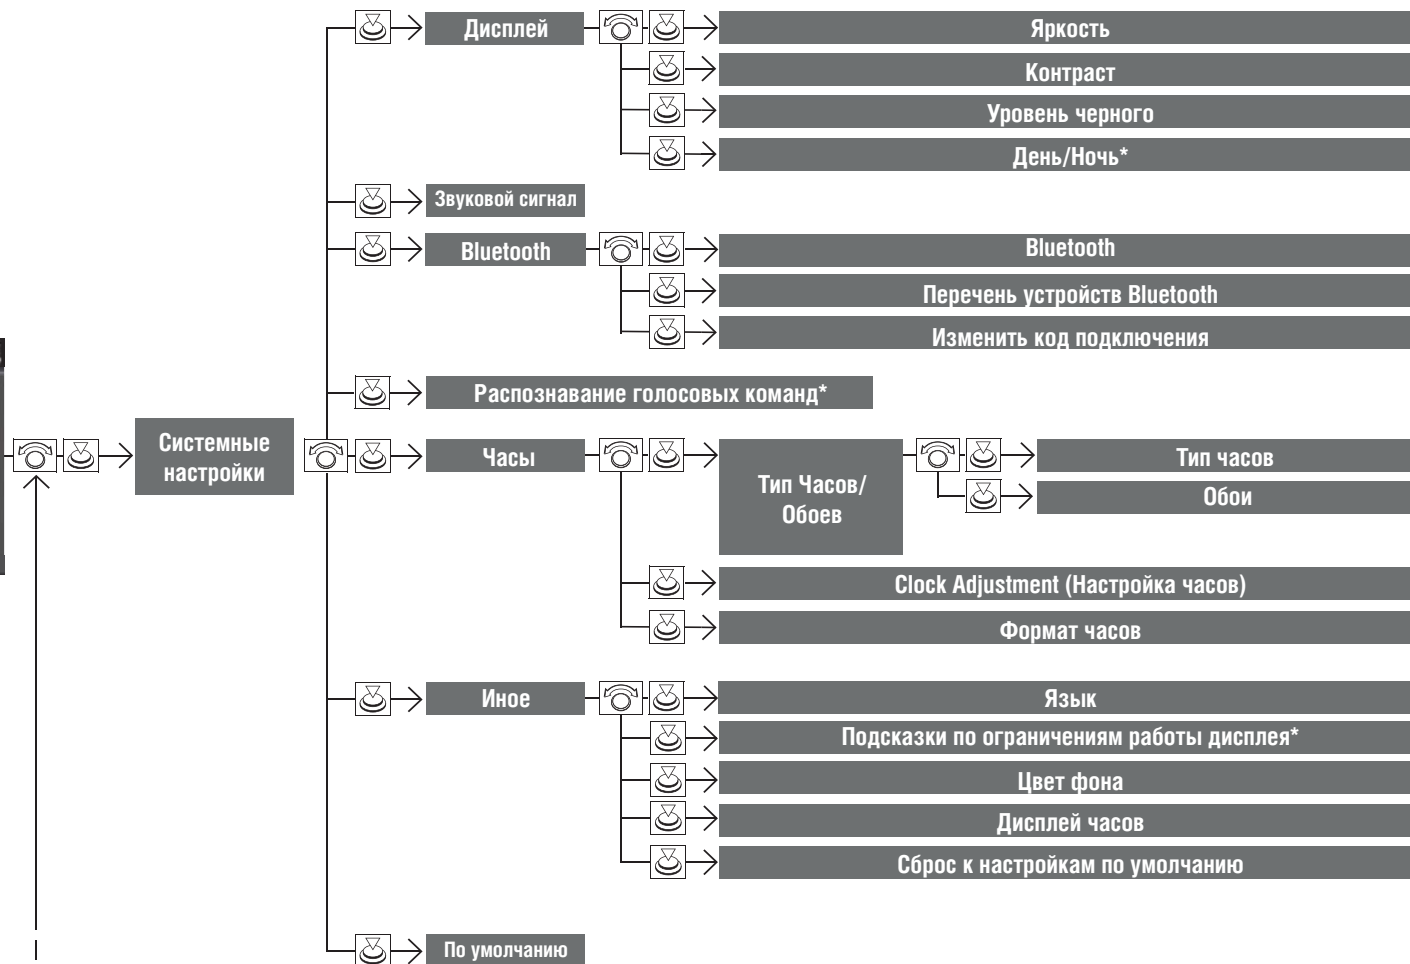 Дисплей
Яркость
Контраст
Уровень черного
День/Ночь*
Звуковой сигнал
Bluetooth
Bluetooth
Перечень устройств Bluetooth
Изменить код подключения
Распознавание голосовых команд*
Системные
настройки
Часы
Тип Часов/
Обоев
Тип часов
Обои
Clock Adjustment (Настройка часов)
Формат часов
Иное
Язык
Подсказки по ограничениям работы дисплея*
Цвет фона
Дисплей часов
Сброс к настройкам по умолчанию
По умолчанию